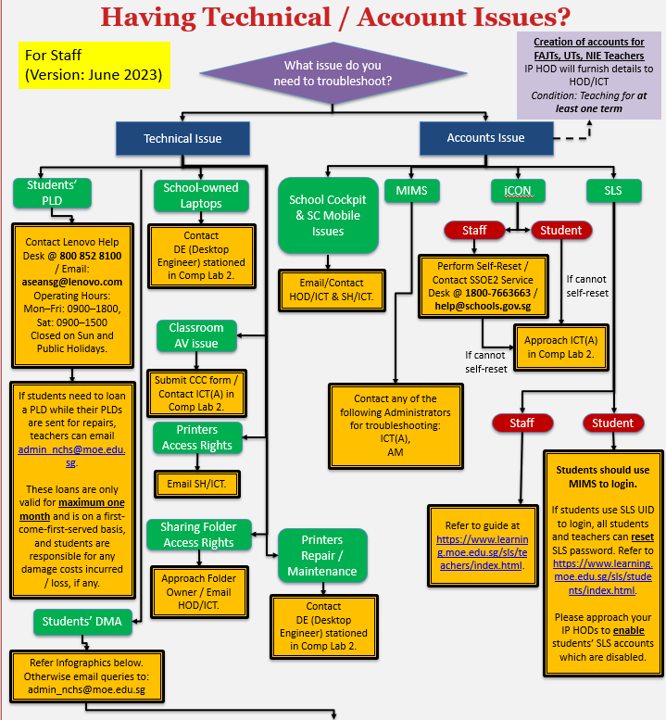 Having Technical / Account Issues?
For Staff
(Version: June 2023)
What issue do you
need to troubleshoot?
Creation of accounts for
FAJTs, UTs, NIE Teachers
IP HOD will furnish details to
HOD/ICT
Condition: Teaching for at
least one term
Technical Issue
Accounts Issue
Students’
PLD
School-owned
Laptops
School Cockpit
& SC Mobile
Issues
MIMS
iCON
SLS
Staff
Student
Contact Lenovo Help
Desk @ 800 852 8100
/ Email:
aseansg@lenovo.com
Operating Hours:
Mon–Fri: 0900–1800,
Sat: 0900–1500
Closed on Sun and
Public Holidays.
Contact
DE (Desktop
Engineer) stationed
in Comp Lab 2.
Email/Contact
HOD/ICT & SH/ICT.
Perform Self-Reset /
Contact SSOE2 Service
Desk @ 1800-7663663 /
help@schools.gov.sg
If cannot
self-reset
If cannot
self-reset
Approach ICT(A)
in Comp Lab 2.
Classroom
AV issue
Submit CCC form /
Contact ICT(A) in
Comp Lab 2.
If students need to loan
a PLD while their PLDs
are sent for repairs,
teachers can email
admin_nchs@moe.edu.
sg.
These loans are only
valid for maximum one
month and is on a first-
come-first-served basis,
and students are
responsible for any
damage costs incurred
/ loss, if any.
Contact any of the
following Administrators
for troubleshooting:
ICT(A),
AM
Printers
Access Rights
Email SH/ICT.
Staff
Student
Students should use
MIMS to login.
If students use SLS UID
to login, all students
and teachers can reset
SLS password. Refer to
https://www.learning.
moe.edu.sg/sls/stude
nts/index.html.
Please approach your
IP HODs to enable
students’ SLS accounts
which are disabled.
Refer to guide at
https://www.learnin
g.moe.edu.sg/sls/te
achers/index.html.
Sharing Folder
Access Rights
Approach Folder
Owner / Email
HOD/ICT.
Printers
Repair /
Maintenance
Contact
DE (Desktop
Engineer) stationed
in Comp Lab 2.
Students’ DMA
Refer Infographics below.
Otherwise email queries to:
admin_nchs@moe.edu.sg